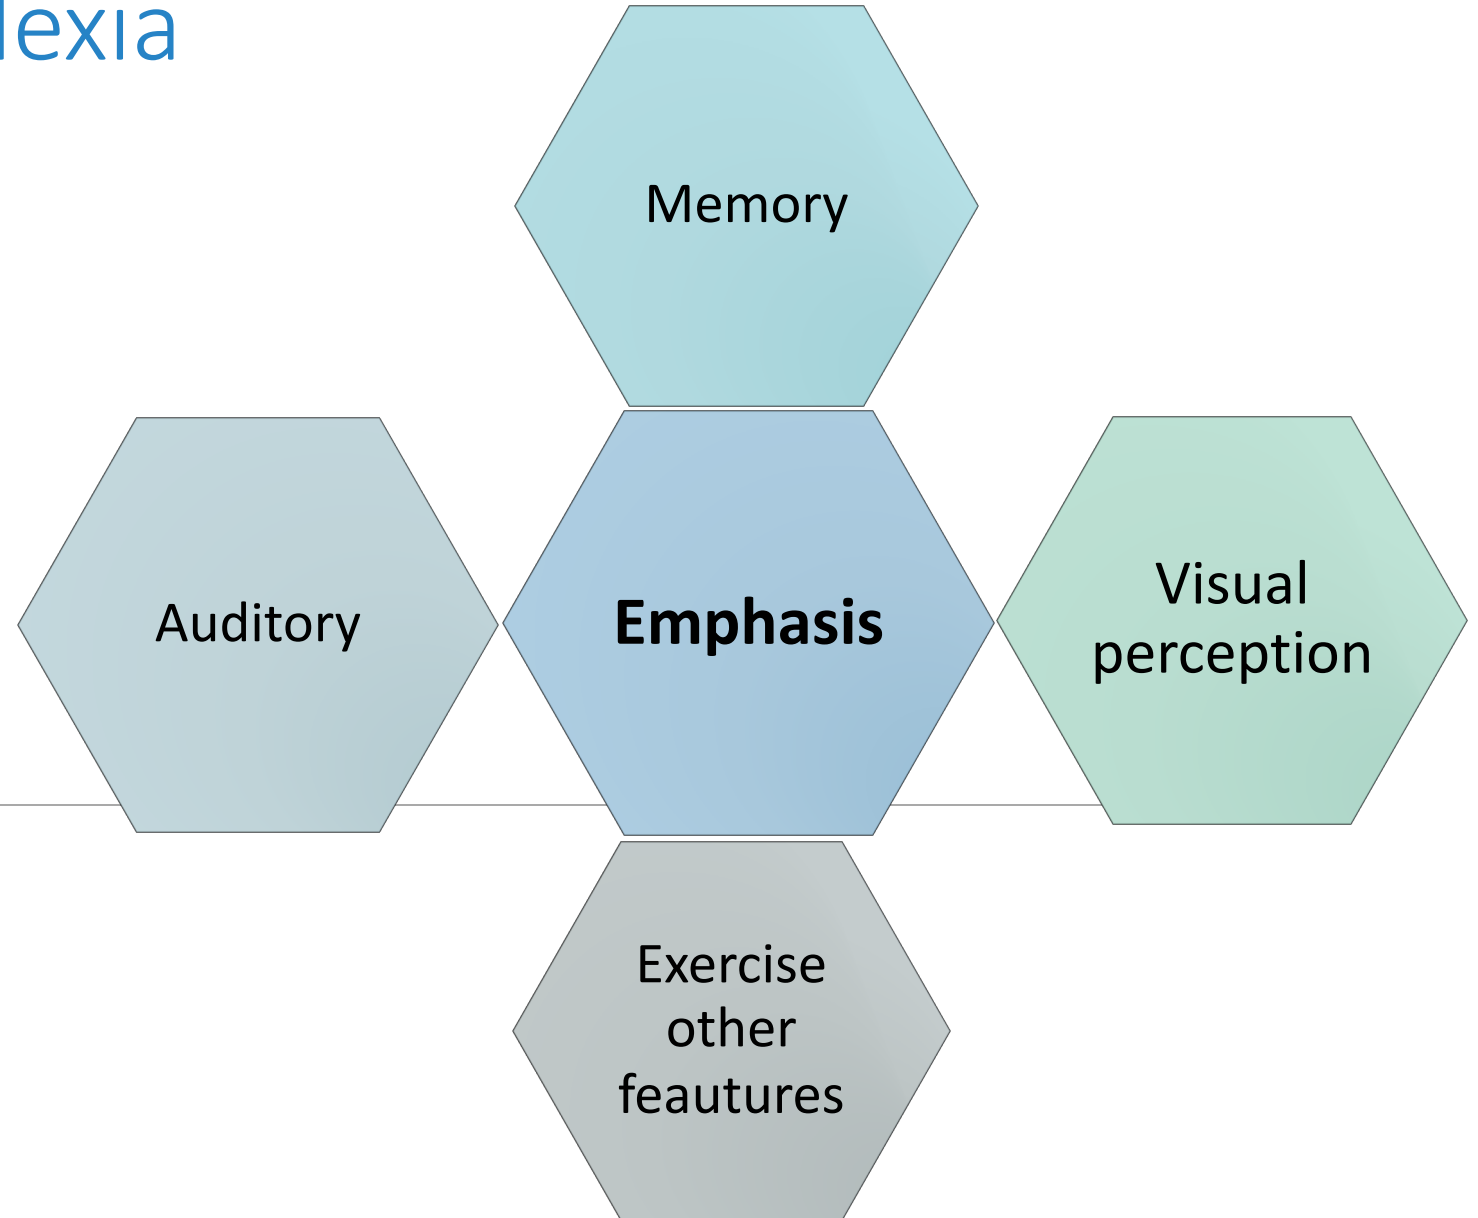 lexia
Memory
Auditory
Emphasis
Visual
perception
Exercise
other
feautures